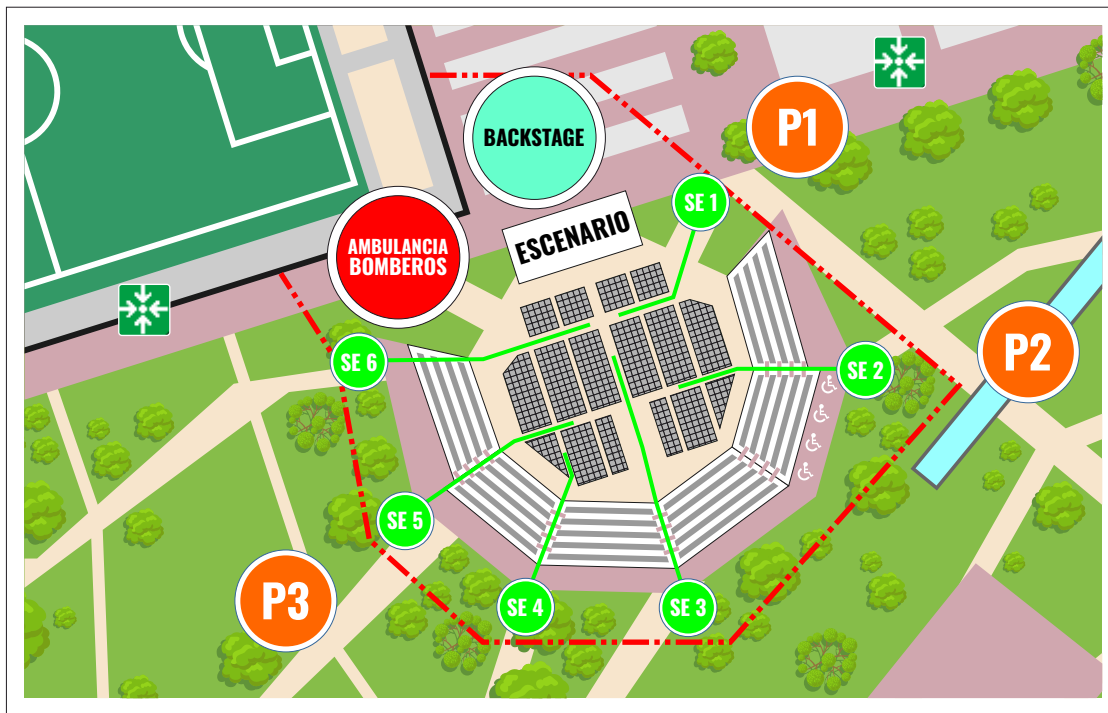 P1
BACKSTAGE
SE 1
ESCENARIO
AMBULANCIA
BOMBEROS
P2
SE 6
SE 2
SE 5
P3
SE 4
SE 3